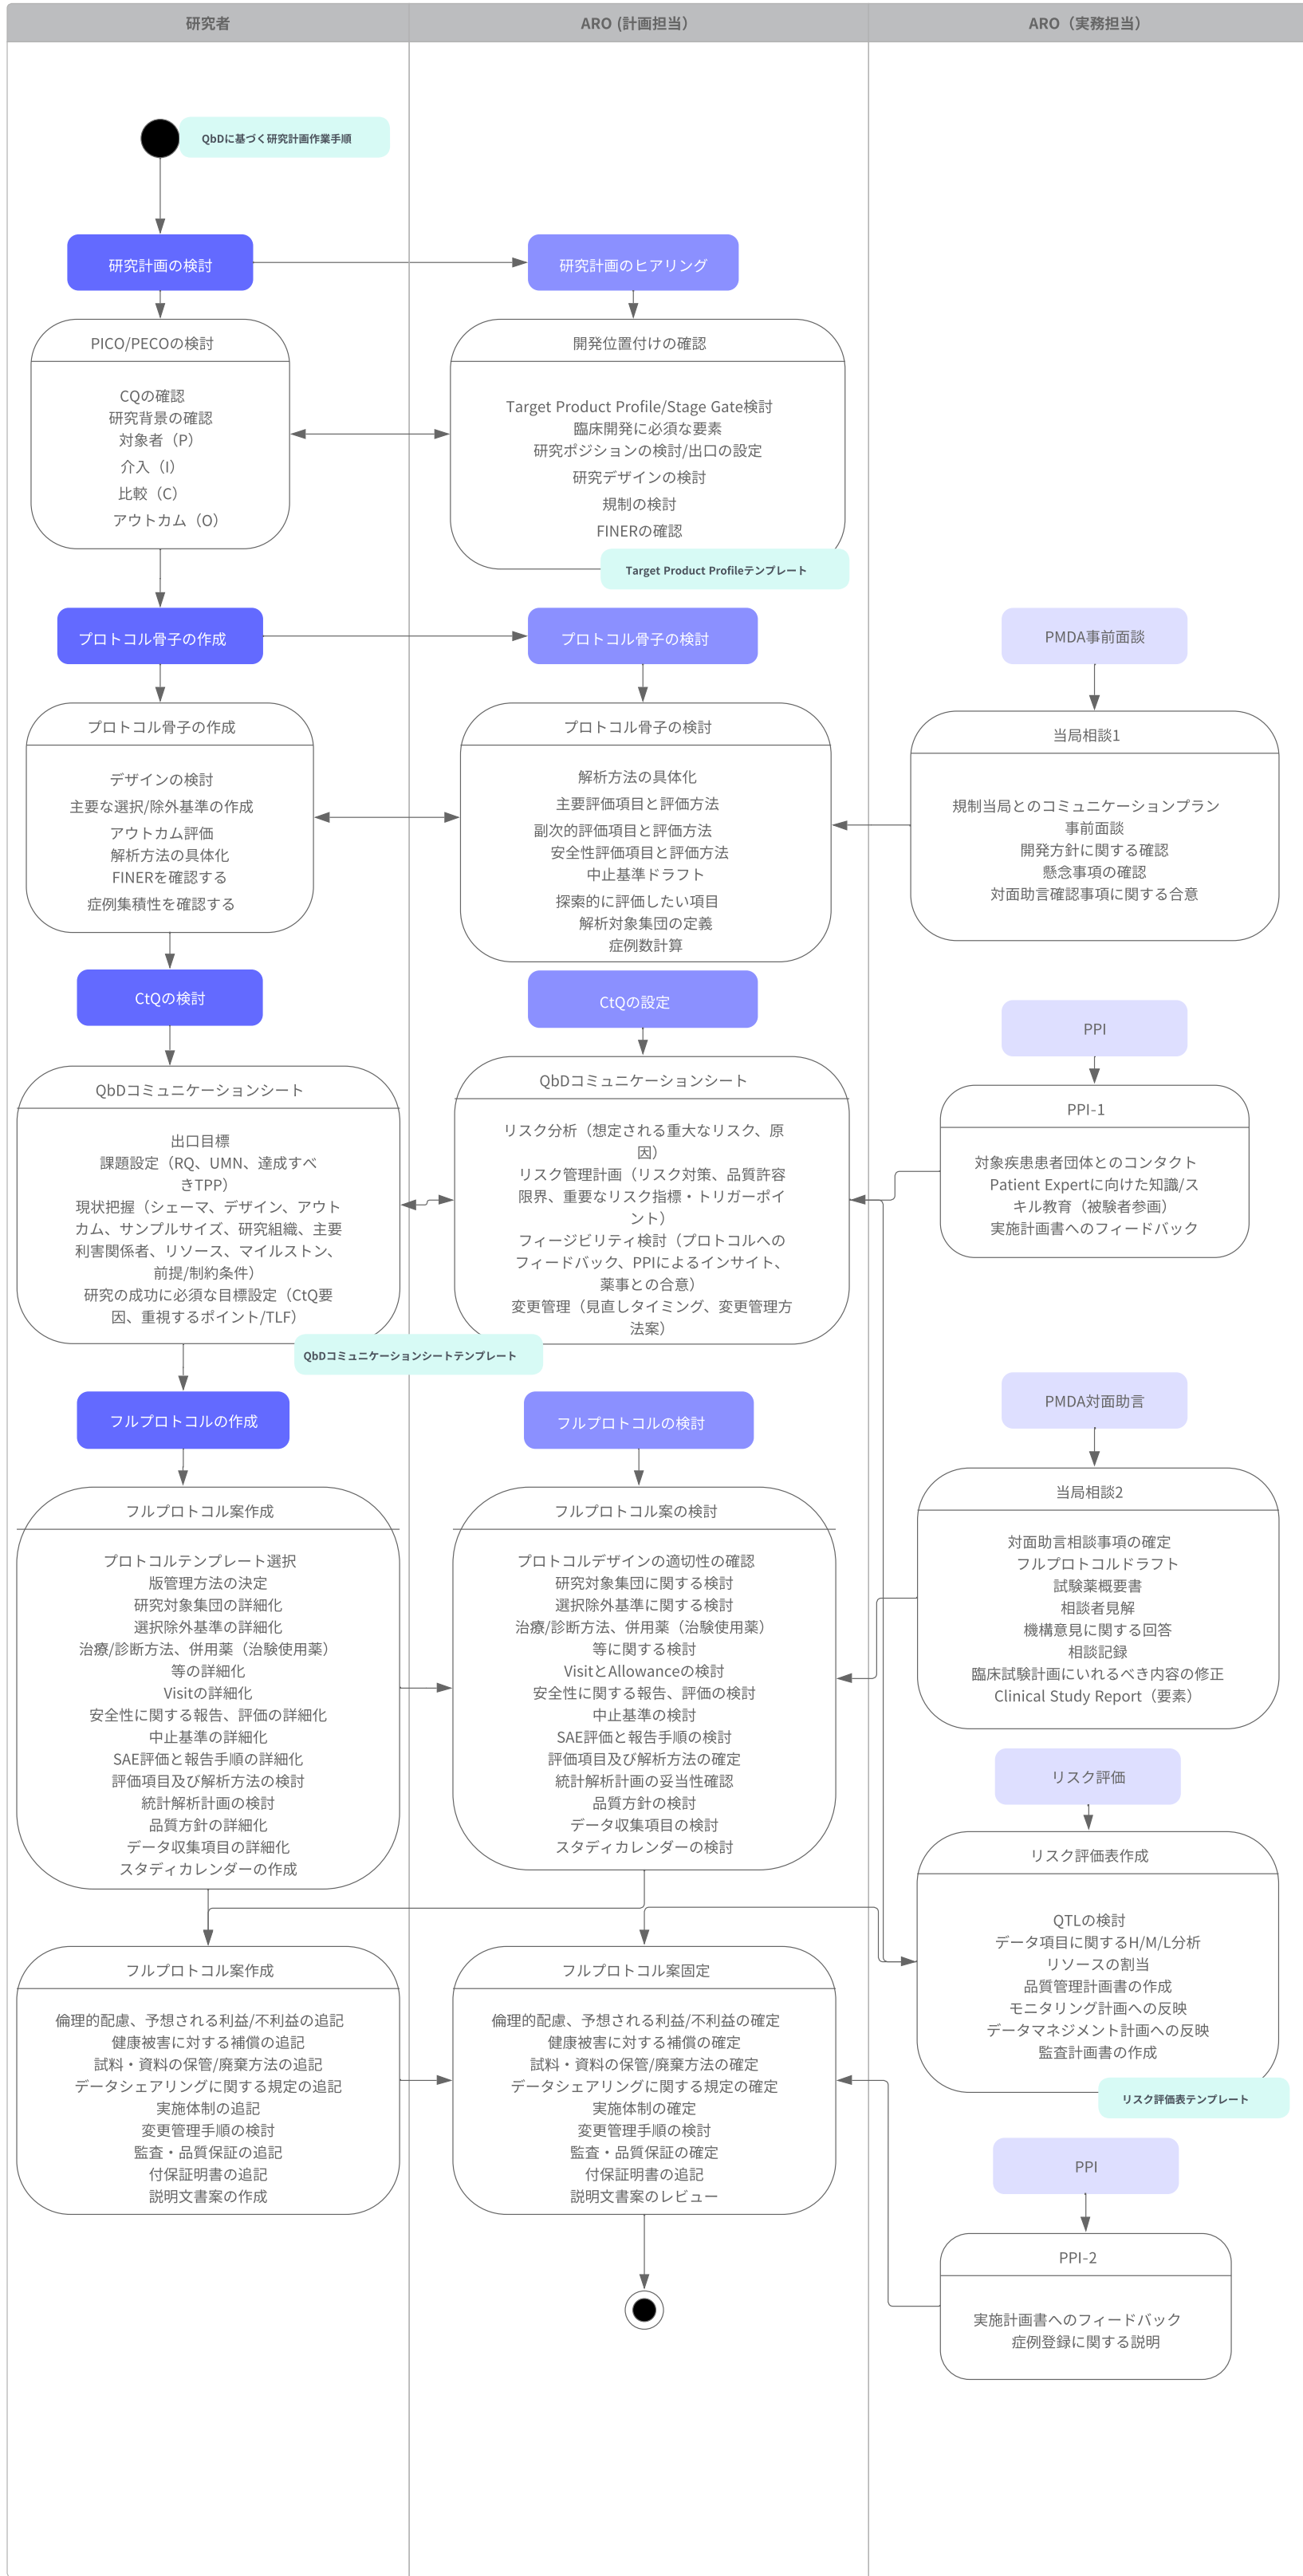 研究者
ARO (計画担当)
ARO（実務担当）
QbDに基づく研究計画作業手順
研究計画の検討
研究計画のヒアリング
PICO/PECOの検討
CQの確認
研究背景の確認
対象者（P）
介入（I）
比較（C）
アウトカム（O）
開発位置付けの確認
Target Product Profile/Stage Gate検討
臨床開発に必須な要素
研究ポジションの検討/出口の設定
研究デザインの検討
規制の検討
FINERの確認
Target Product Profileテンプレート
プロトコル骨子の作成
プロトコル骨子の検討
PMDA事前面談
プロトコル骨子の作成
デザインの検討
主要な選択/除外基準の作成
アウトカム評価
解析方法の具体化
FINERを確認する
症例集積性を確認する
プロトコル骨子の検討
解析方法の具体化
主要評価項目と評価方法
副次的評価項目と評価方法
安全性評価項目と評価方法
中止基準ドラフト
探索的に評価したい項目
解析対象集団の定義
症例数計算
当局相談1
規制当局とのコミュニケーションプラン
事前面談
開発方針に関する確認
懸念事項の確認
対面助言確認事項に関する合意
CtQの検討
CtQの設定
PPI
QbDコミュニケーションシート
出口目標
課題設定（RQ、UMN、達成すべ
きTPP）
現状把握（シェーマ、デザイン、アウト
カム、サンプルサイズ、研究組織、主要
利害関係者、リソース、マイルストン、
前提/制約条件）
研究の成功に必須な目標設定（CtQ要
因、重視するポイント/TLF）
QbDコミュニケーションシート
リスク分析（想定される重大なリスク、原
因）
リスク管理計画（リスク対策、品質許容
限界、重要なリスク指標・トリガーポイ
ント）
フィージビリティ検討（プロトコルへの
フィードバック、PPIによるインサイト、
薬事との合意）
変更管理（見直しタイミング、変更管理方
法案）
PPI-1
対象疾患患者団体とのコンタクト
Patient Expertに向けた知識/ス
キル教育（被験者参画）
実施計画書へのフィードバック
QbDコミュニケーションシートテンプレート
フルプロトコルの作成
フルプロトコルの検討
PMDA対面助言
フルプロトコル案作成
プロトコルテンプレート選択
版管理方法の決定
研究対象集団の詳細化
選択除外基準の詳細化
治療/診断方法、併用薬（治験使用薬）
等の詳細化
Visitの詳細化
安全性に関する報告、評価の詳細化
中止基準の詳細化
SAE評価と報告手順の詳細化
評価項目及び解析方法の検討
統計解析計画の検討
品質方針の詳細化
データ収集項目の詳細化
スタディカレンダーの作成
フルプロトコル案の検討
プロトコルデザインの適切性の確認
研究対象集団に関する検討
選択除外基準に関する検討
治療/診断方法、併用薬（治験使用薬）
等に関する検討
VisitとAllowanceの検討
安全性に関する報告、評価の検討
中止基準の検討
SAE評価と報告手順の検討
評価項目及び解析方法の確定
統計解析計画の妥当性確認
品質方針の検討
データ収集項目の検討
スタディカレンダーの検討
当局相談2
対面助言相談事項の確定
フルプロトコルドラフト
試験薬概要書
相談者見解
機構意見に関する回答
相談記録
臨床試験計画にいれるべき内容の修正
Clinical Study Report（要素）
リスク評価
リスク評価表作成
QTLの検討
データ項目に関するH/M/L分析
リソースの割当
品質管理計画書の作成
モニタリング計画への反映
データマネジメント計画への反映
監査計画書の作成
リスク評価表テンプレート
フルプロトコル案作成
倫理的配慮、予想される利益/不利益の追記
健康被害に対する補償の追記
試料・資料の保管/廃棄方法の追記
データシェアリングに関する規定の追記
実施体制の追記
変更管理手順の検討
監査・品質保証の追記
付保証明書の追記
説明文書案の作成
フルプロトコル案固定
倫理的配慮、予想される利益/不利益の確定
健康被害に対する補償の確定
試料・資料の保管/廃棄方法の確定
データシェアリングに関する規定の確定
実施体制の確定
変更管理手順の検討
監査・品質保証の確定
付保証明書の追記
説明文書案のレビュー
PPI
PPI-2
実施計画書へのフィードバック
症例登録に関する説明